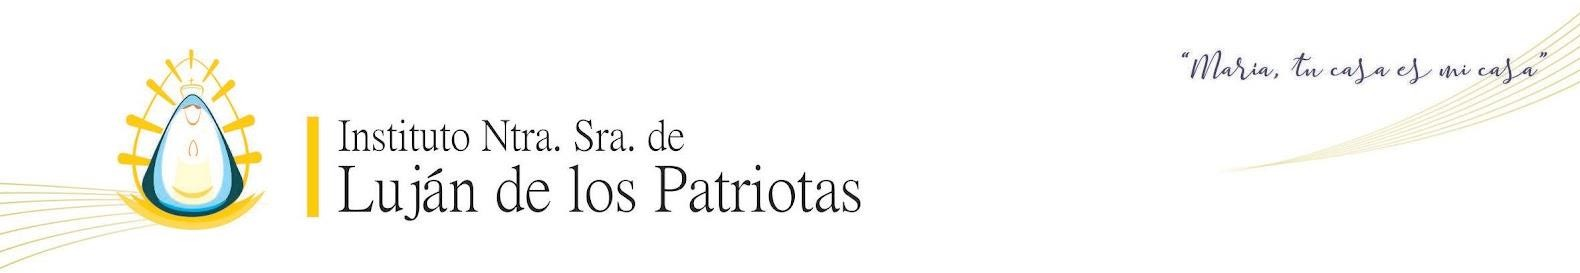 “Maria, tu casa es mi casa”
Instituto Ntra. Sra. de
Luján de los Patriotas